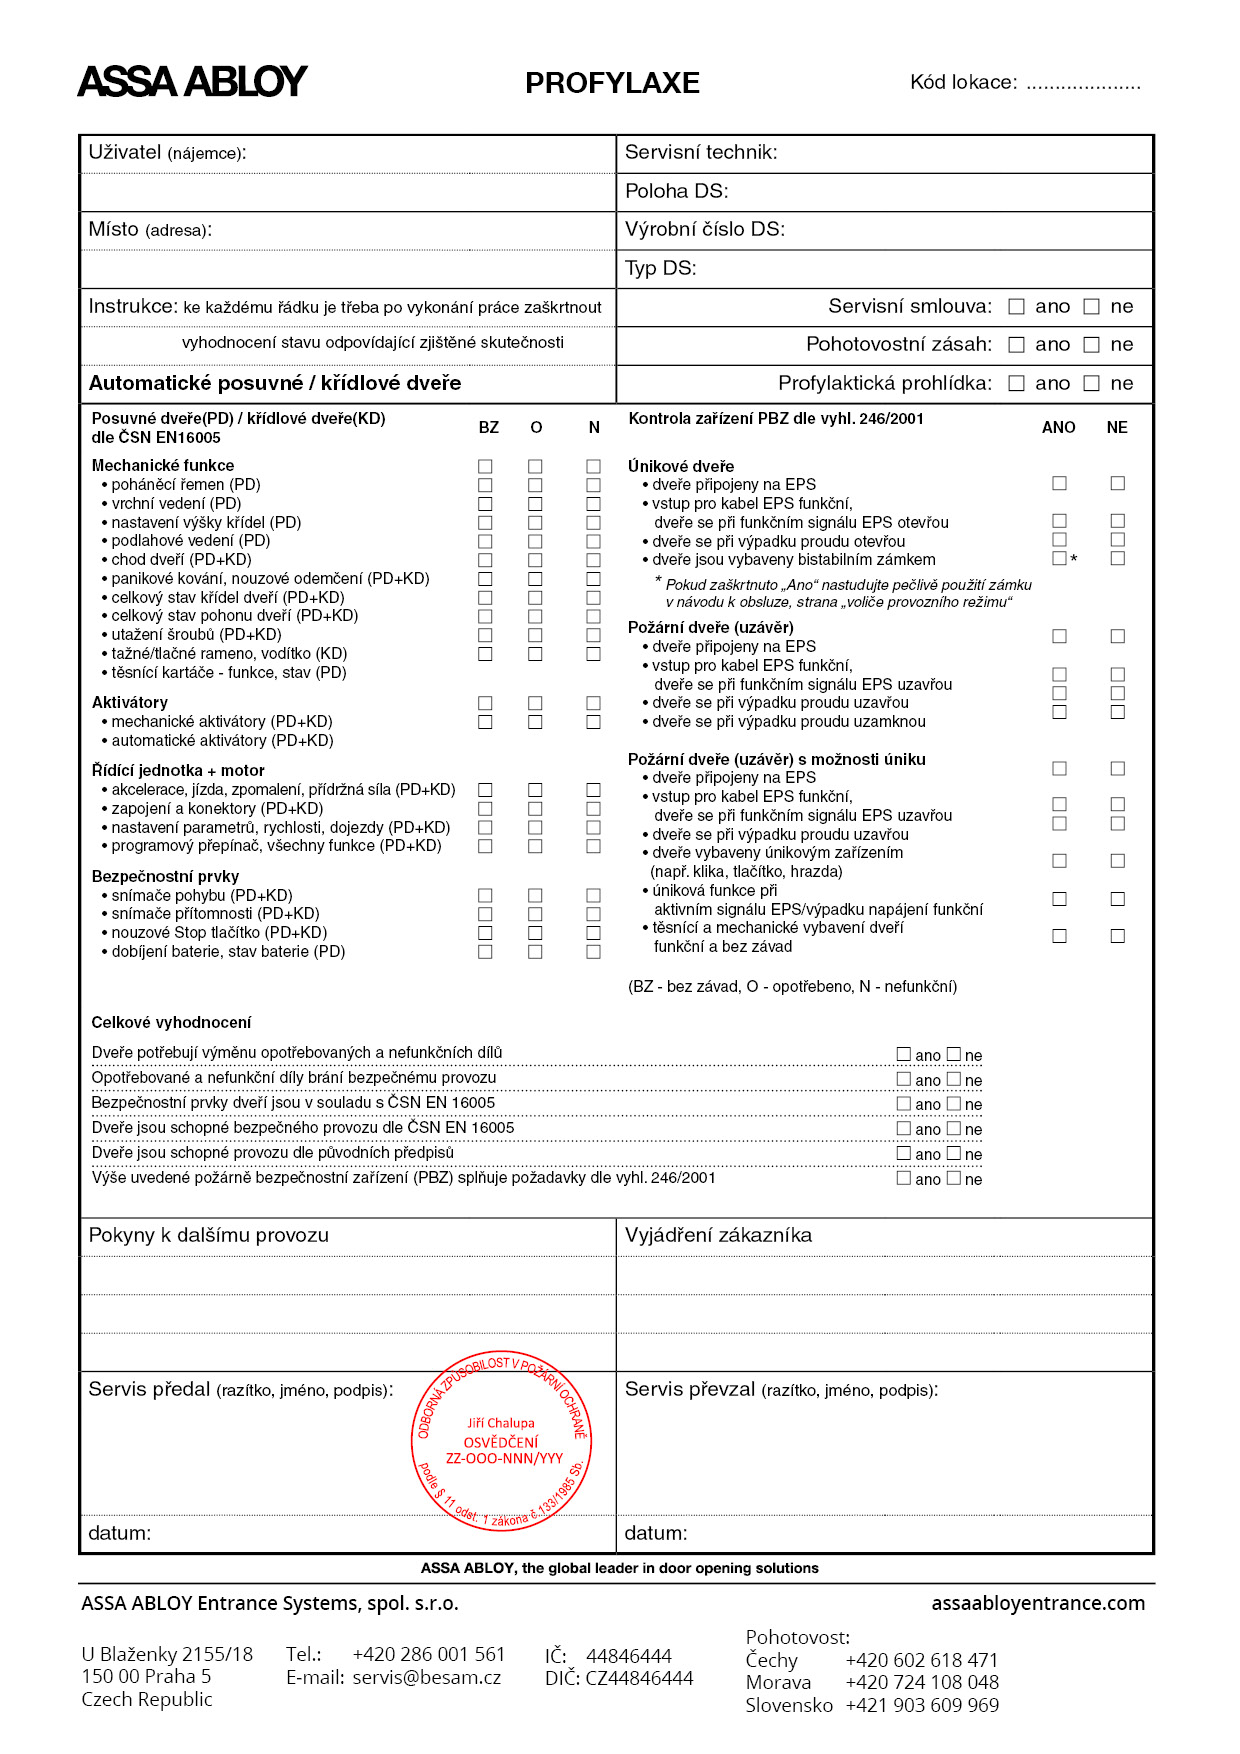 ASSA ABLOY
PROFYLAXE
Kód lokace: ....................
Uživatel (nájemce):
Servisní technik:
Poloha DS:
Místo (adresa):
Výrobní číslo DS:
Typ DS:
Instrukce: ke každému řádku je třeba po vykonání práce zaškrtnout
vyhodnocení stavu odpovídající zjištěné skutečnosti
Servisní smlouva: ☐ ano ☐ ne
Pohotovostní zásah: ☐ ano ☐ ne
Automatické posuvné / křídlové dveře
Profylaktická prohlídka: ☐ ano ☐ ne
Posuvné dveře(PD) / křídlové dveře(KD)
dle ČSN EN16005
BZ O N
Mechanické funkce
• poháněcí řemen (PD)
• vrchní vedení (PD)
• nastavení výšky křídel (PD)
• podlahové vedení (PD)
• chod dveří (PD+KD)
• panikové kování, nouzové odemčení (PD+KD)
• celkový stav křídel dveří (PD+KD)
• celkový stav pohonu dveří (PD+KD)
• utažení šroubů (PD+KD)
• tažné/tlačné rameno, vodítko (KD)
• těsnící kartáče - funkce, stav (PD)
Aktivátory
• mechanické aktivátory (PD+KD)
• automatické aktivátory (PD+KD)
Řídící jednotka + motor
• akcelerace, jízda, zpomalení, přídržná síla (PD+KD)
• zapojení a konektory (PD+KD)
• nastavení parametrů, rychlosti, dojezdy (PD+KD)
• programový přepínač, všechny funkce (PD+KD)
Bezpečnostní prvky
• snímače pohybu (PD+KD)
• snímače přítomnosti (PD+KD)
• nouzové Stop tlačítko (PD+KD)
• dobíjení baterie, stav baterie (PD)
Kontrola zařízení PBZ dle vyhl. 246/2001
ANO NE
Únikové dveře
• dveře připojeny na EPS
• vstup pro kabel EPS funkční,
dveře se při funkčním signálu EPS otevřou
• dveře se při výpadku proudu otevřou
• dveře jsou vybaveny bistabilním zámkem
*
* Pokud zaškrtnuto „Ano“ nastudujte pečlivě použití zámku
v návodu k obsluze, strana „voliče provozního režimu“
Požární dveře (uzávěr)
• dveře připojeny na EPS
• vstup pro kabel EPS funkční,
dveře se při funkčním signálu EPS uzavřou
• dveře se při výpadku proudu uzavřou
• dveře se při výpadku proudu uzamknou
Požární dveře (uzávěr) s možnosti úniku
• dveře připojeny na EPS
• vstup pro kabel EPS funkční,
dveře se při funkčním signálu EPS uzavřou
• dveře se při výpadku proudu uzavřou
• dveře vybaveny únikovým zařízením
(např. klika, tlačítko, hrazda)
• úniková funkce při
aktivním signálu EPS/výpadku napájení funkční
• těsnící a mechanické vybavení dveří
funkční a bez závad
(BZ - bez závad, O - opotřebeno, N - nefunkční)
Celkové vyhodnocení
Dveře potřebují výměnu opotřebovaných a nefunkčních dílů ☐ ano ☐ ne
Opotřebované a nefunkční díly brání bezpečnému provozu ☐ ano ☐ ne
Bezpečnostní prvky dveří jsou v souladu s ČSN EN 16005 ☐ ano ☐ ne
Dveře jsou schopné bezpečného provozu dle ČSN EN 16005 ☐ ano ☐ ne
Dveře jsou schopné provozu dle původních předpisů ☐ ano ☐ ne
Výše uvedené požárně bezpečnostní zařízení (PBZ) splňuje požadavky dle vyhl. 246/2001 ☐ ano ☐ ne
Pokyny k dalšímu provozu
Vyjádření zákazníka
Servis předal (razítko, jméno, podpis):
ODBORNÁ ZPŮSOBILOST V POŽÁRNÍ OCHRANĚ
Jiří Chalupa
OSVĚDČENÍ
ZZ-OOO-NNN/YYY
podle § 11 odst. 1 zákona č.133/1985 Sb.
Servis převzal (razítko, jméno, podpis):
datum:
datum:
ASSA ABLOY, the global leader in door opening solutions
ASSA ABLOY Entrance Systems, spol. s.r.o.
assaabloyentrance.com
U Blaženky 2155/18
150 00 Praha 5
Czech Republic
Tel.: +420 286 001 561
E-mail: servis@besam.cz
IČ: 44846444
DIČ: CZ44846444
Pohotovost:
Čechy +420 602 618 471
Morava +420 724 108 048
Slovensko +421 903 609 969